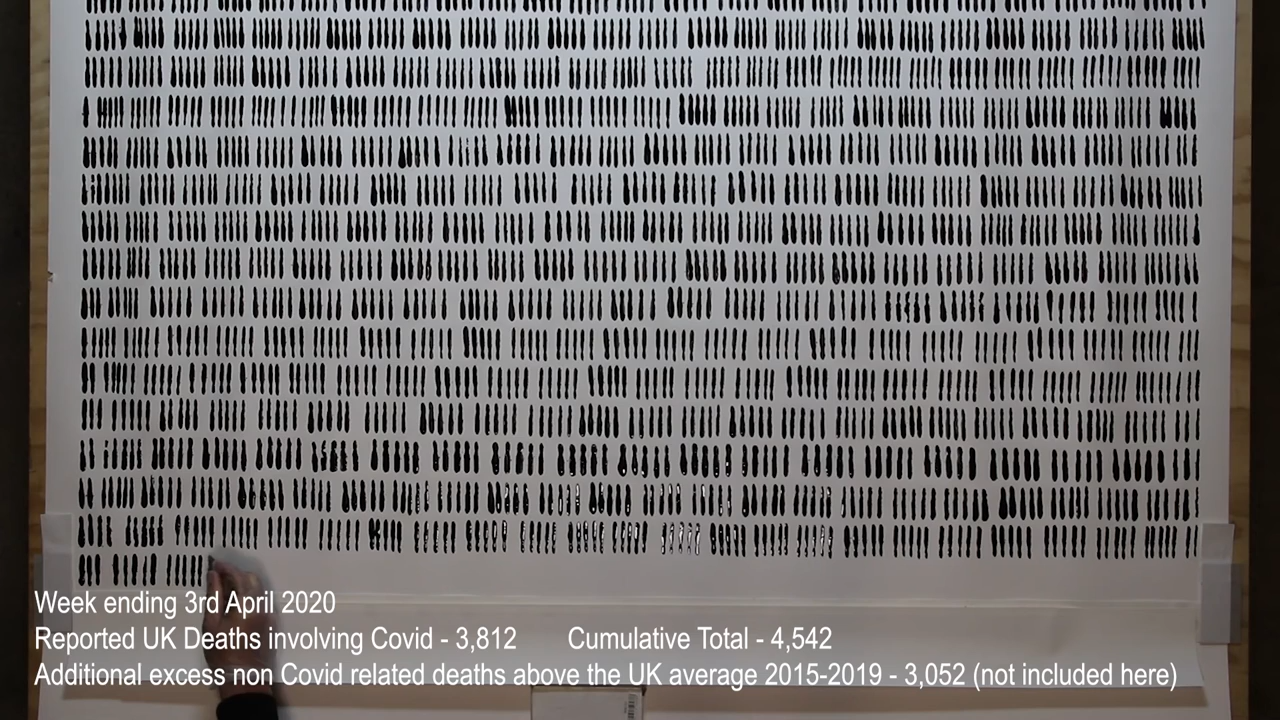 Week ending 3rd April 2020
Reported UK Deaths involving Covid - 3,812 Cumulative Total - 4,542
Additional excess non Covid related deaths above the UK average 2015-2019 - 3,052 (not included here)